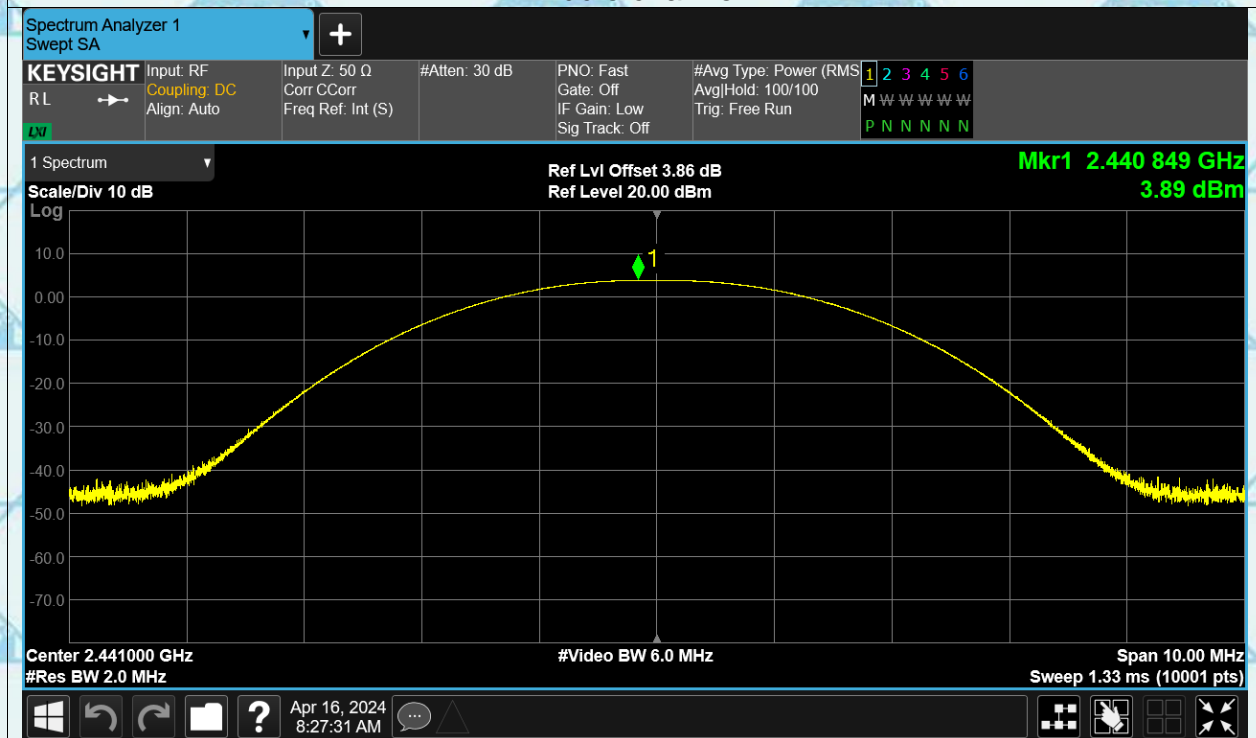 Spectrum Analyzer 1
Swept SA
+
KEYSIGHT
RL
LXI
Input: RF
Coupling: DC
Align: Auto
Input Z: 50 Ω
Corr CCorr
Freq Ref: Int (S)
#Atten: 30 dB
PNO: Fast
Gate: Off
IF Gain: Low
Sig Track: Off
#Avg Type: Power (RMS
Avg|Hold: 100/100
Trig: Free Run
1 2 3 4 5 6
M W W W W W
P N N N N N
1 Spectrum
Scale/Div 10 dB
Log
Ref Lvl Offset 3.86 dB
Ref Level 20.00 dBm
Mkr1 2.440 849 GHz
3.89 dBm
1
10.0
0.00
-10.0
-20.0
-30.0
-40.0
-50.0
-60.0
-70.0
Center 2.441000 GHz
#Res BW 2.0 MHz
#Video BW 6.0 MHz
Span 10.00 MHz
Sweep 1.33 ms (10001 pts)
?
Apr 16, 2024
8:27:31 AM